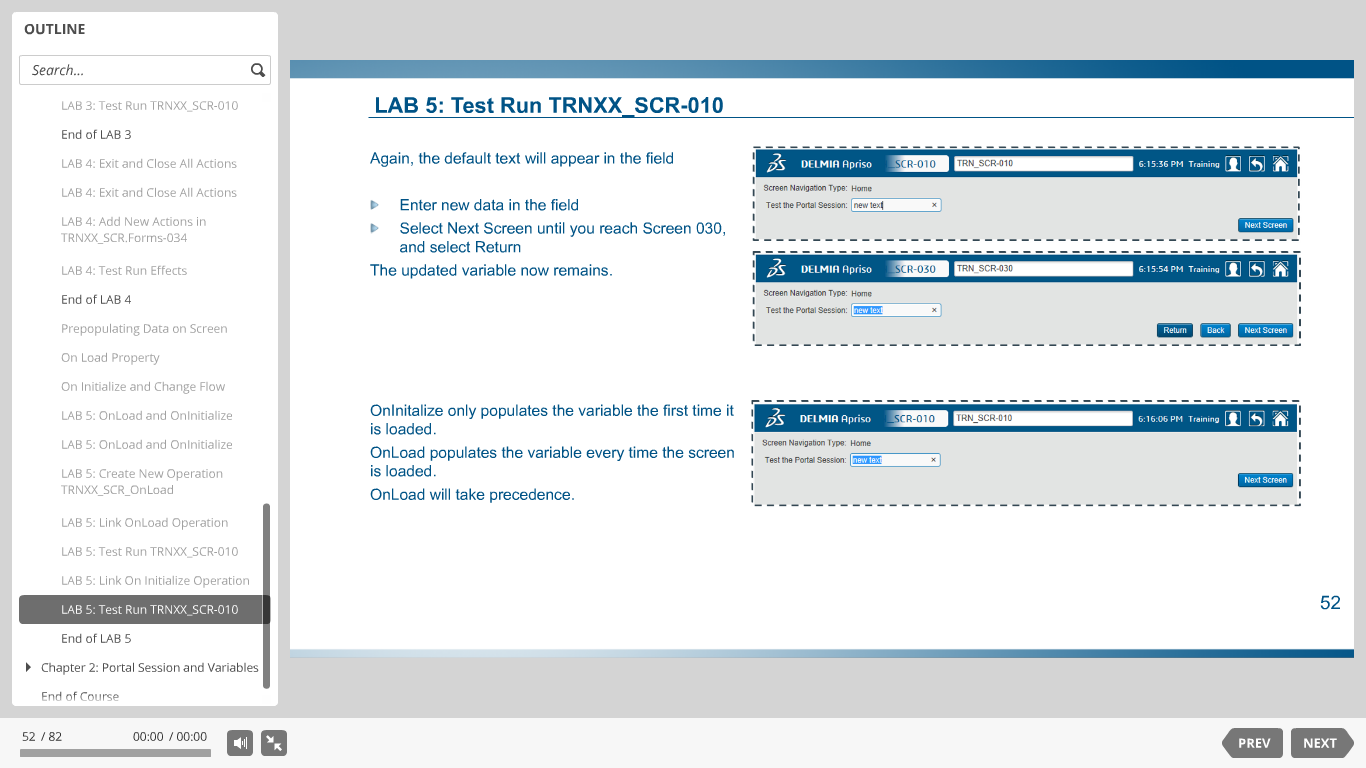 OUTLINE
Search...
LAB 3: Test Run TRNXX_SCR-010
End of LAB 3
LAB 4: Exit and Close All Actions
LAB 4: Exit and Close All Actions
LAB 4: Add New Actions in
TRNXX_SCR.Forms-034
LAB 4: Test Run Effects
End of LAB 4
Prepopulating Data on Screen
On Load Property
On Initialize and Change Flow
LAB 5: OnLoad and OnInitialize
LAB 5: OnLoad and OnInitialize
LAB 5: Create New Operation
TRNXX_SCR_OnLoad
LAB 5: Link OnLoad Operation
LAB 5: Test Run TRNXX_SCR-010
LAB 5: Link On Initialize Operation
LAB 5: Test Run TRNXX_SCR-010
End of LAB 5
Chapter 2: Portal Session and Variables
End of Course
LAB 5: Test Run TRNXX_SCR-010
Again, the default text will appear in the field
Enter new data in the field
Select Next Screen until you reach Screen 030,
and select Return
The updated variable now remains.
DELMIA Apriso _SCR-010 TRN_SCR-010 6:15:36 PM Training
Screen Navigation Type: Home
Test the Portal Session: new text ×
Next Screen
DELMIA Apriso _SCR-030 TRN_SCR-030 6:15:54 PM Training
Screen Navigation Type: Home
Test the Portal Session: new text ×
Return Back Next Screen
OnInitalize only populates the variable the first time it
is loaded.
OnLoad populates the variable every time the screen
is loaded.
OnLoad will take precedence.
DELMIA Apriso _SCR-010 TRN_SCR-010 6:16:06 PM Training
Screen Navigation Type: Home
Test the Portal Session: new text ×
Next Screen
52
52 / 82 00:00 / 00:00
PREV NEXT